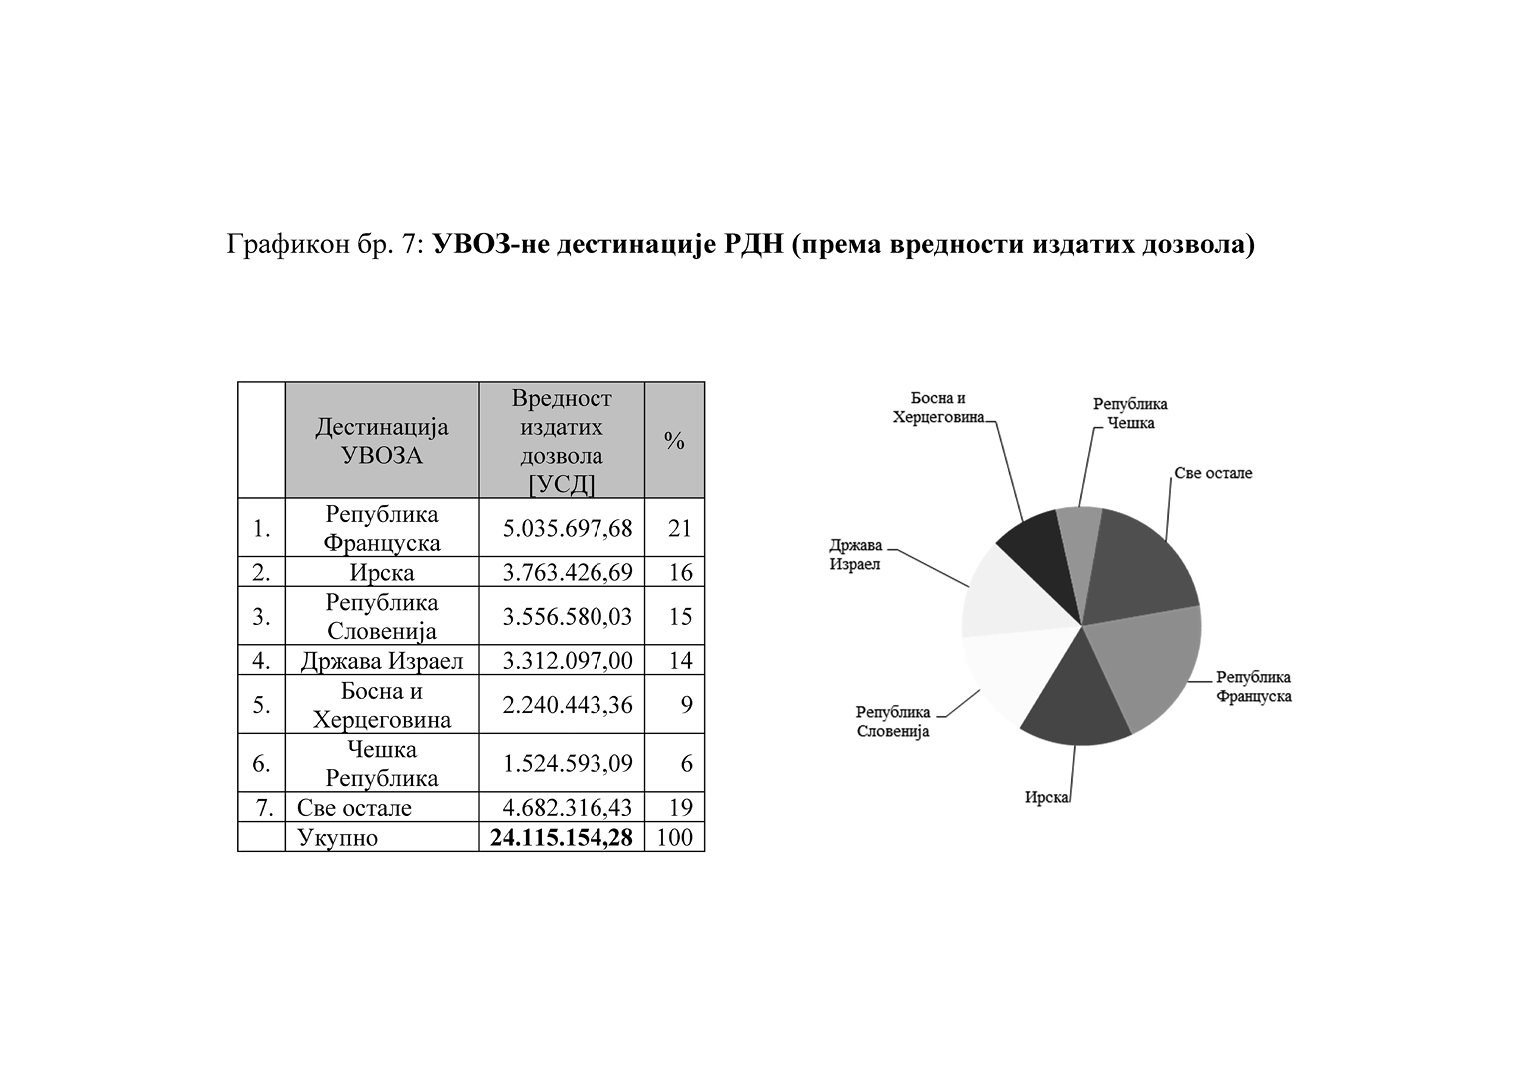 Графикон бр. 7: УВОЗ-не дестинације РДН (према вредности издатих дозвола)
Дестинација
УВОЗА
Вредност
издатих
дозвола
[УСД]
%
1.
Република
Француска
5.035.697,68
21
2.
Ирска
3.763.426,69
16
3.
Република
Словенија
3.556.580,03
15
4.
Држава Израел
3.312.097,00
14
5.
Босна и
Херцеговина
2.240.443,36
9
6.
Чешка
Република
1.524.593,09
6
7.
Све остале
4.682.316,43
19
Укупно
24.115.154,28
100
Босна и
Херцеговина
Република
Чешка
Све остале
Држава
Израел
Република
Француска
Република
Словенија
Ирска